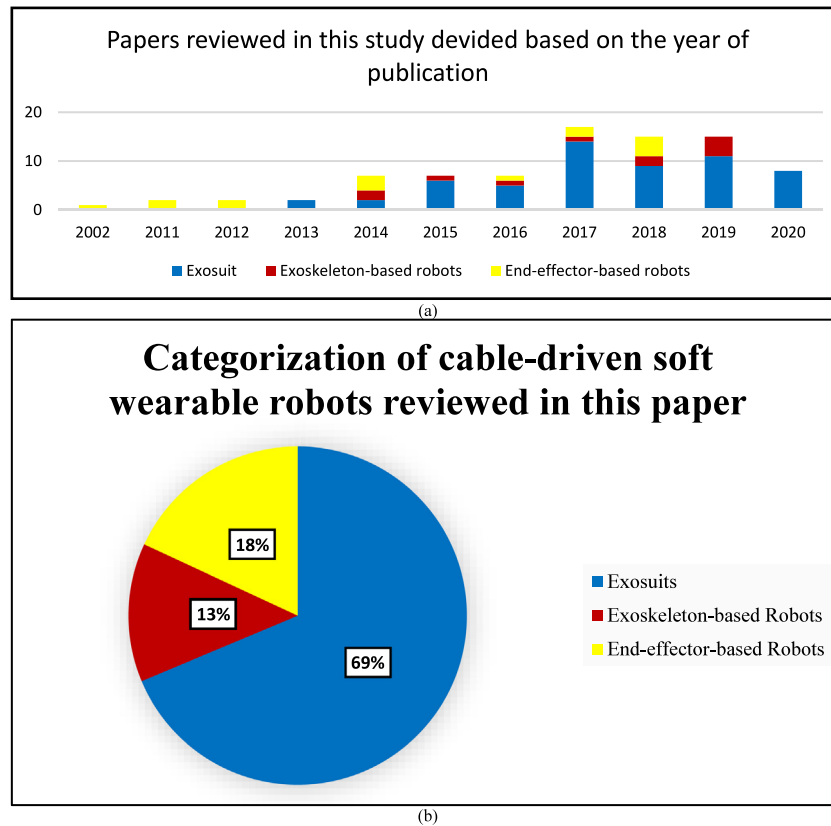 Papers reviewed in this study devided based on the year of
publication
20
10
0
2002 2011 2012 2013 2014 2015 2016 2017 2018 2019 2020
Exosuit Exoskeleton-based robots End-effector-based robots
(a)
Categorization of cable-driven soft
wearable robots reviewed in this paper
18%
13%
69%
Exosuits
Exoskeleton-based Robots
End-effector-based Robots
(b)